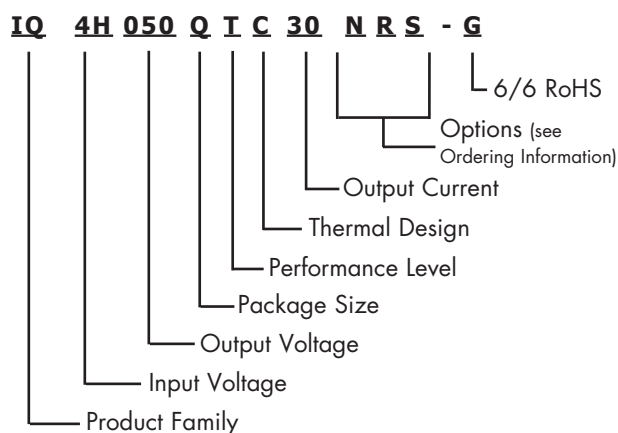 IQ 4H 050 Q T C 30 N R S - G
6/6 RoHS
Options (see
Ordering Information)
Output Current
Thermal Design
Performance Level
Package Size
Output Voltage
Input Voltage
Product Family